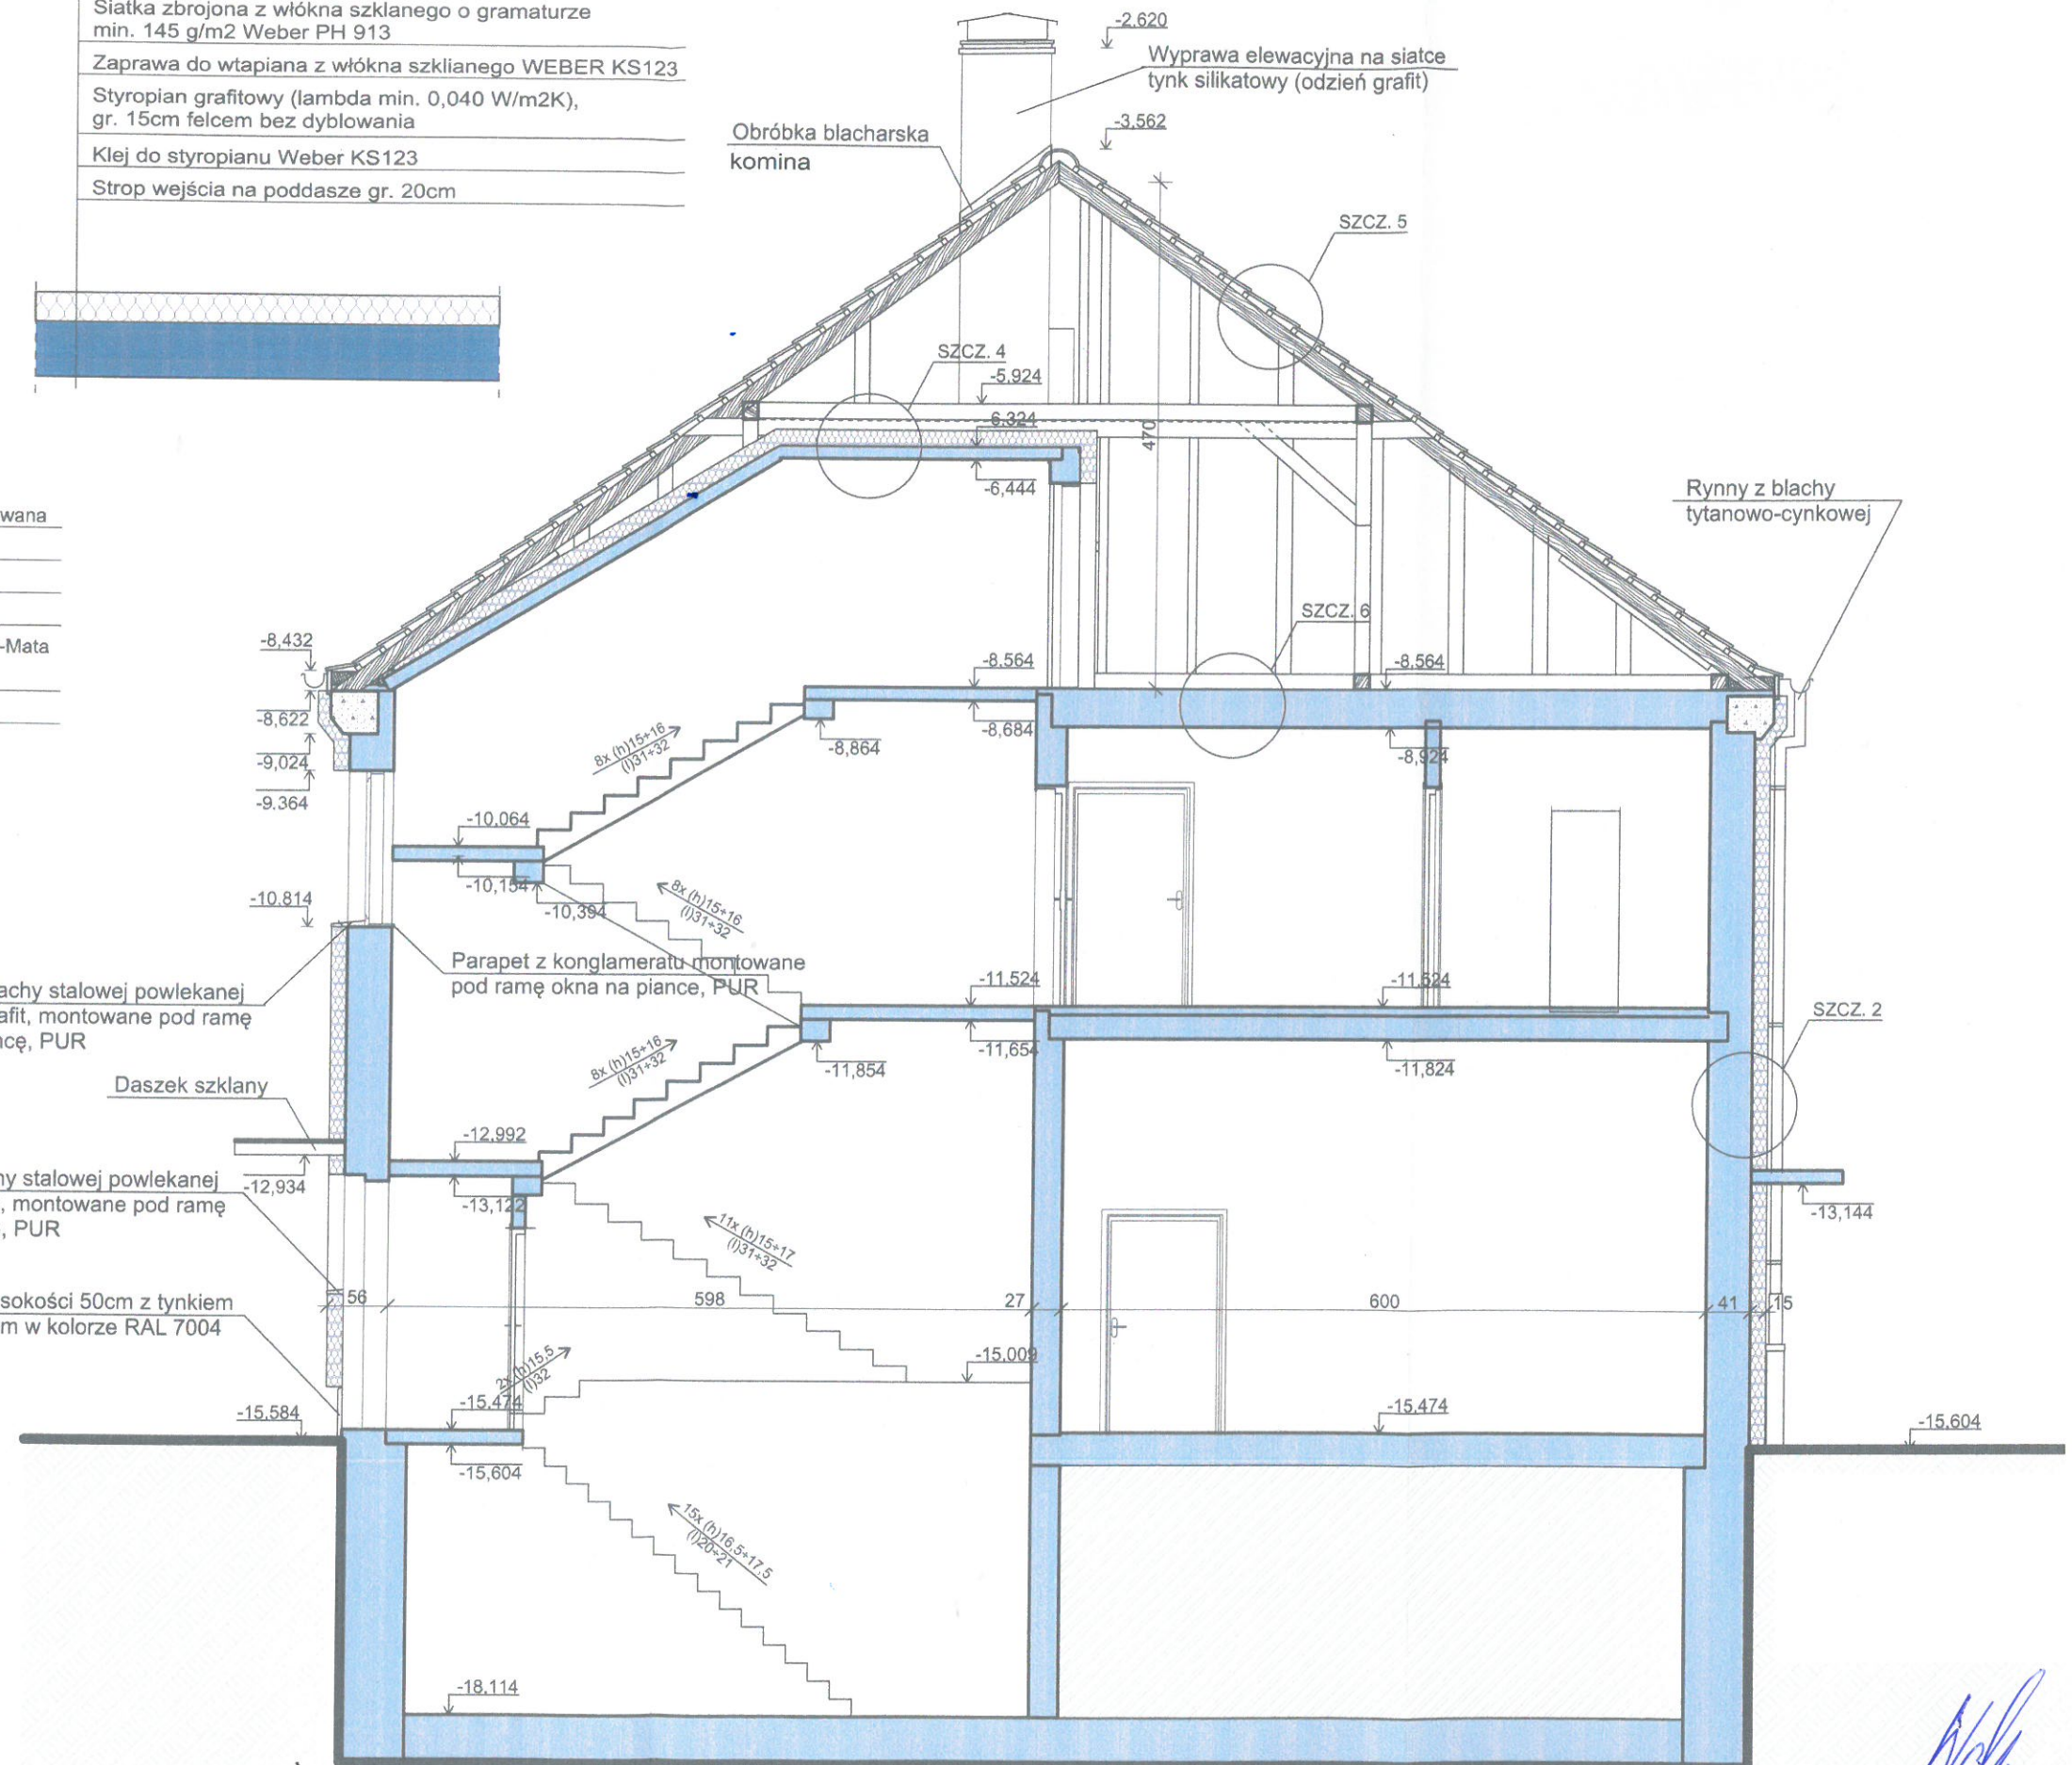 Siatka zbrojona z włókna szklanego o gramaturze
min. 145 g/m2 Weber PH 913
Zaprawa do wtapiana z włókna szklianego WEBER KS123
Styropian grafitowy (lambda min. 0,040 W/m2K),
gr. 15cm felcem bez dyblowania
Klej do styropianu Weber KS123
Strop wejścia na poddasze gr. 20cm
-2,620
Wyprawa elewacyjna na siatce
tynk silikatowy (odzień grafit)
-3,562
Obróbka blacharska
komina
SZCZ. 5
SZCZ. 4
-5,924
6.324
470
-6,444
Rynny z blachy
tytanowo-cynkowej
wana
-Mata
SZCZ. 6
-8,432
-8.564
-8,564
-8,622
-8,684
-8,864
-8,924
8x (h)15÷16
(l)31÷32
-9,024
-9.364
-10,064
-10,154
-10,394
8x (h)15÷16
(l)31÷32
-10.814
Parapet z konglameratu montowane
pod ramę okna na piance, PUR
achy stalowej powlekanej
afit, montowane pod ramę
ncę, PUR
-11.524
-11,524
-11,654
-11,854
-11,824
8x (h)15÷16
(l)31÷32
SZCZ. 2
Daszek szklany
-12,992
-12,934
-13,122
-13,144
ny stalowej powlekanej
, montowane pod ramę
, PUR
11x (h)15÷17
(l)31÷32
sokości 50cm z tynkiem
m w kolorze RAL 7004
56
598
27
600
41
15
2x (h)15,5
(l)32
-15,009
-15.474
-15,474
-15,584
-15,604
-15,604
15x (h)16,5÷17,5
(l)20÷21
-18,114